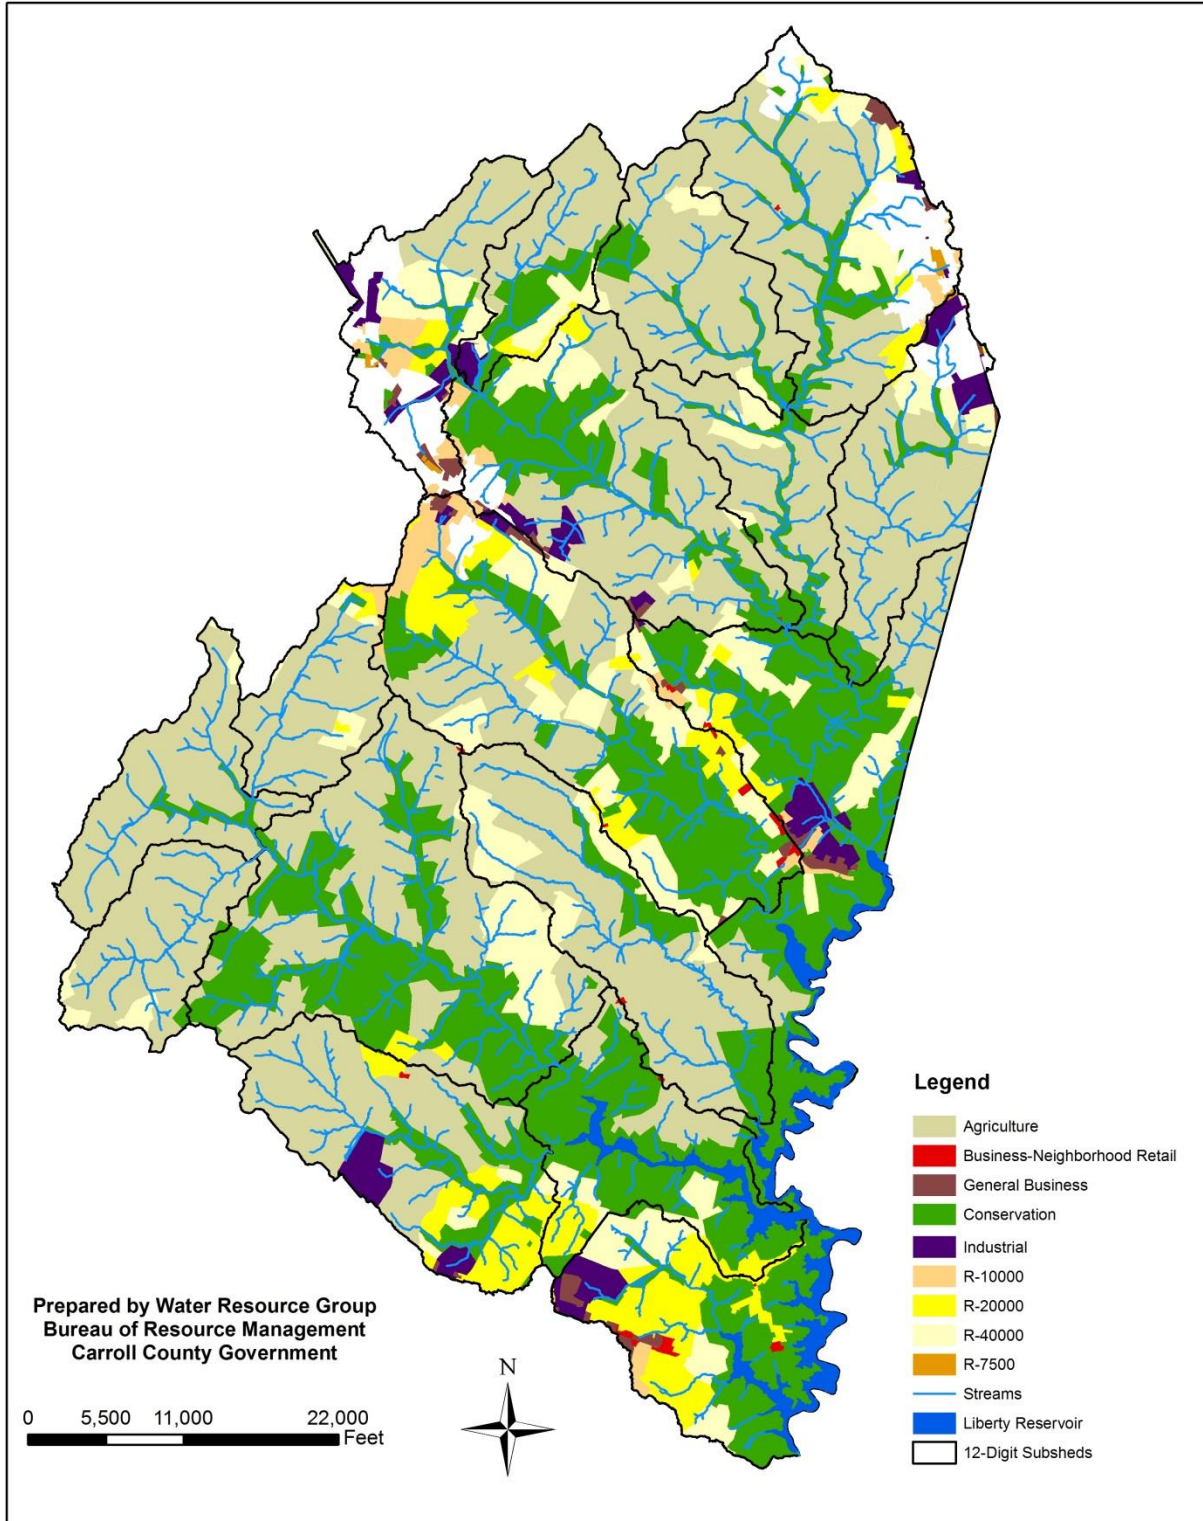 Legend
Agriculture
Business-Neighborhood Retail
General Business
Conservation
Industrial
R-10000
R-20000
R-40000
R-7500
Streams
Liberty Reservoir
12-Digit Subsheds
Prepared by Water Resource Group
Bureau of Resource Management
Carroll County Government
N
0 5,500 11,000 22,000
Feet